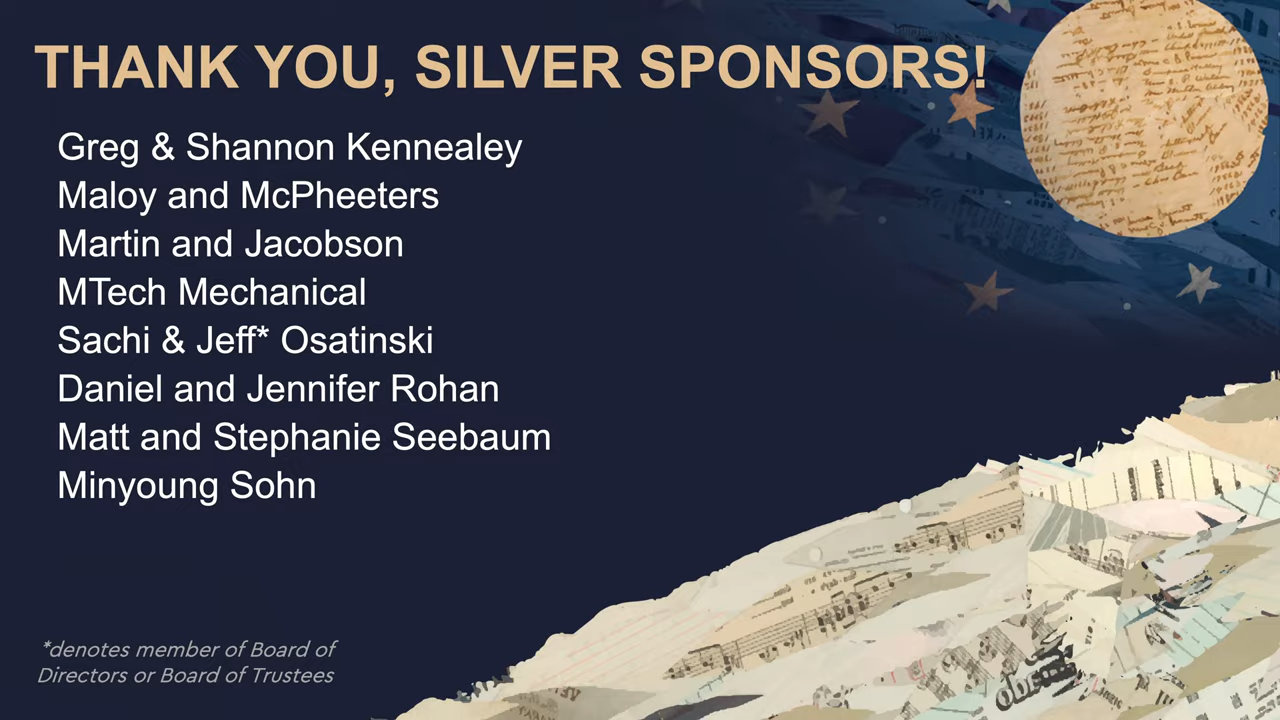 THANK YOU, SILVER SPONSORS!
Greg & Shannon Kennealey
Maloy and McPheeters
Martin and Jacobson
MTech Mechanical
Sachi & Jeff* Osatinski
Daniel and Jennifer Rohan
Matt and Stephanie Seebaum
Minyoung Sohn
*denotes member of Board of
Directors or Board of Trustees